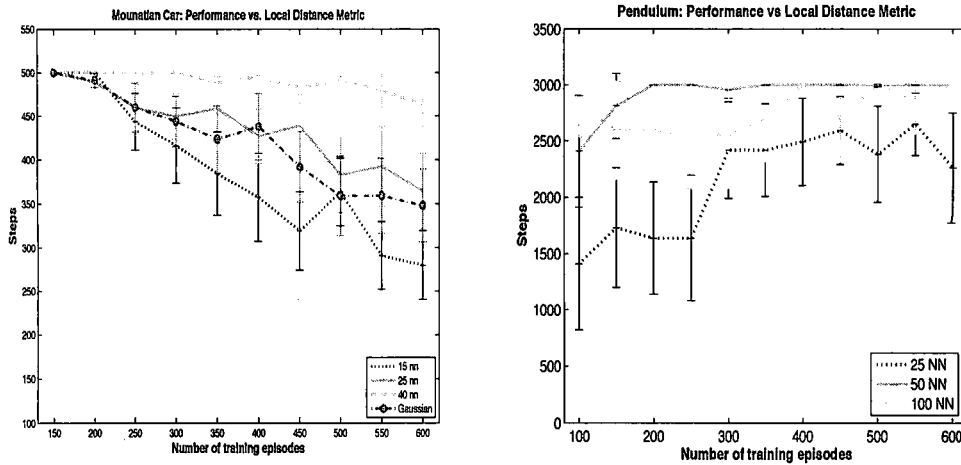 Mounatian Car: Performance vs. Local Distance Metric
550
500
450
400
350
300
250
200
150
100
Steps
150 200 250 300 350 400 450 500 550 600
Number of training episodes
15 nn
25 nn
40 nn
Gaussian
Pendulum: Performance vs Local Distance Metric
3500
3000
2500
2000
1500
1000
500
0
Steps
100 200 300 400 500 600
Number of training episodes
25 NN
50 NN
100 NN